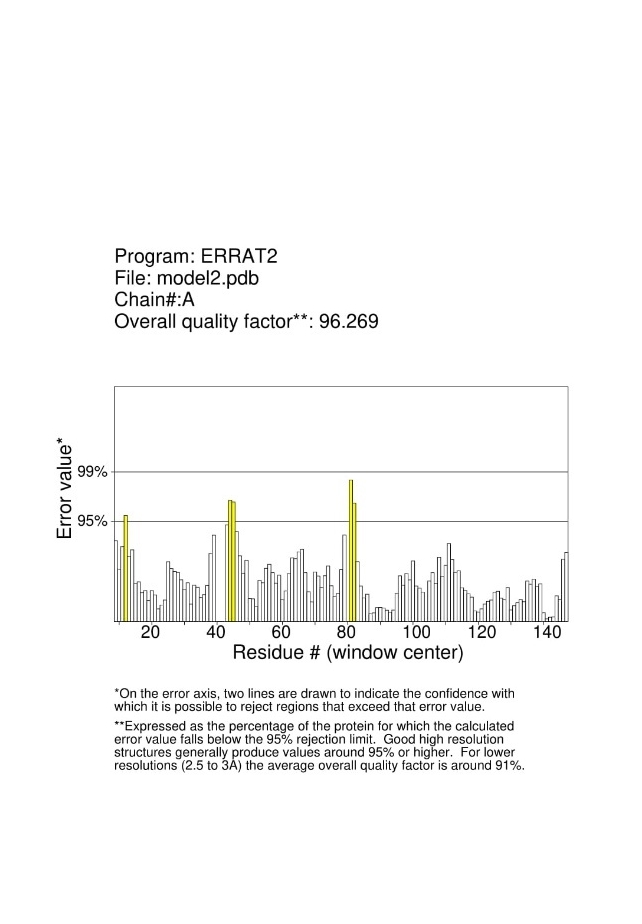 Program: ERRAT2
File: model2.pdb
Chain#:A
Overall quality factor**: 96.269
Error value*
99%
95%
20 40 60 80 100 120 140
Residue # (window center)
*On the error axis, two lines are drawn to indicate the confidence with
which it is possible to reject regions that exceed that error value.
**Expressed as the percentage of the protein for which the calculated
error value falls below the 95% rejection limit. Good high resolution
structures generally produce values around 95% or higher. For lower
resolutions (2.5 to 3A) the average overall quality factor is around 91%.